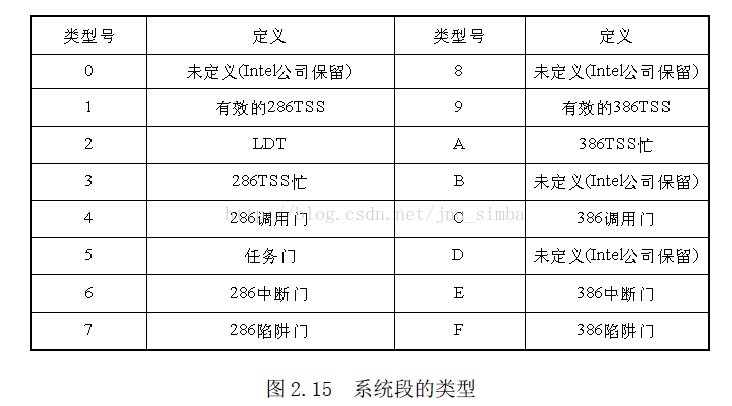 类型号 定义 类型号 定义
0 未定义(Intel公司保留) 8 未定义(Intel公司保留)
1 有效的286TSS 9 有效的386TSS
2 LDT A 386TSS忙
3 286TSS忙 B 未定义(Intel公司保留)
http://blog.csdn.net/jnu_simba
4 286调用门 C 386调用门
5 任务门 D 未定义(Intel公司保留)
6 286中断门 E 386中断门
7 286陷阱门 F 386陷阱门
图 2.15 系统段的类型